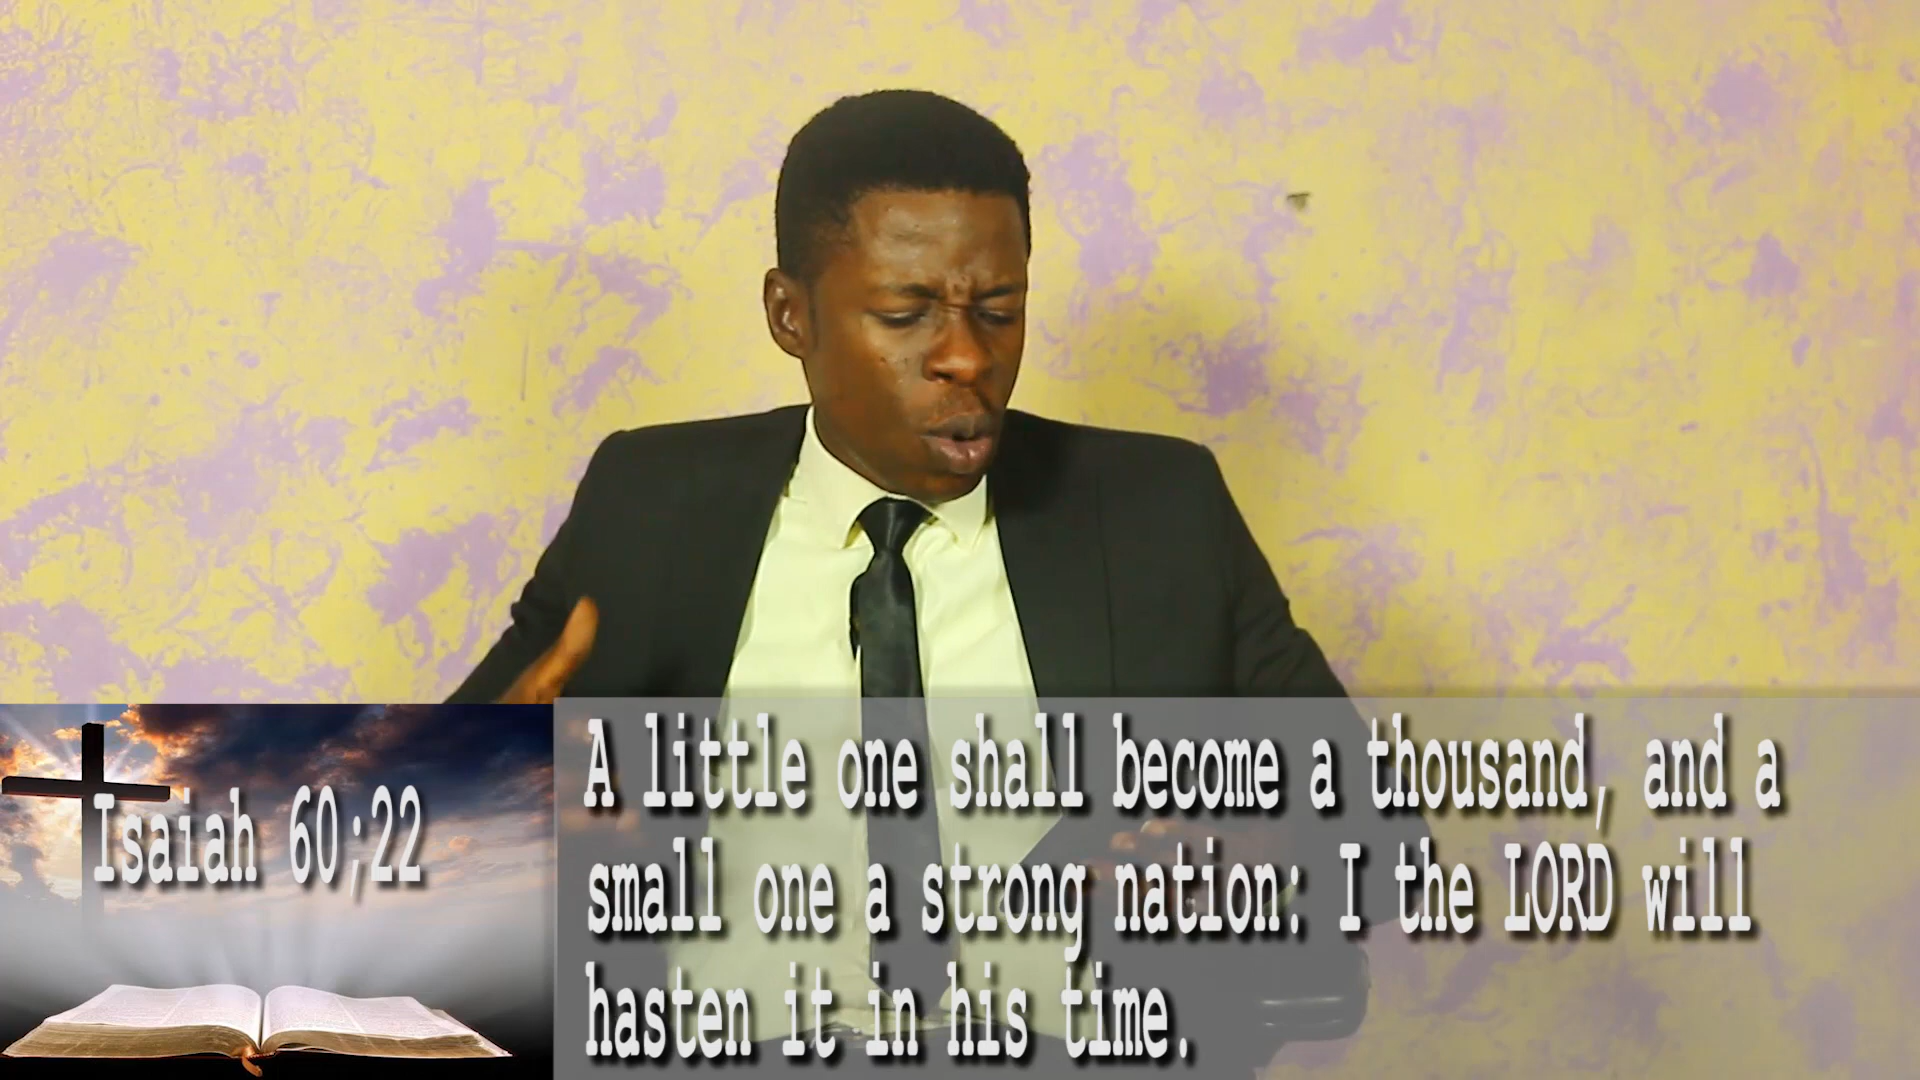 Isaiah 60;22
A little one shall become a thousand, and a
small one a strong nation: I the LORD will
hasten it in his time.